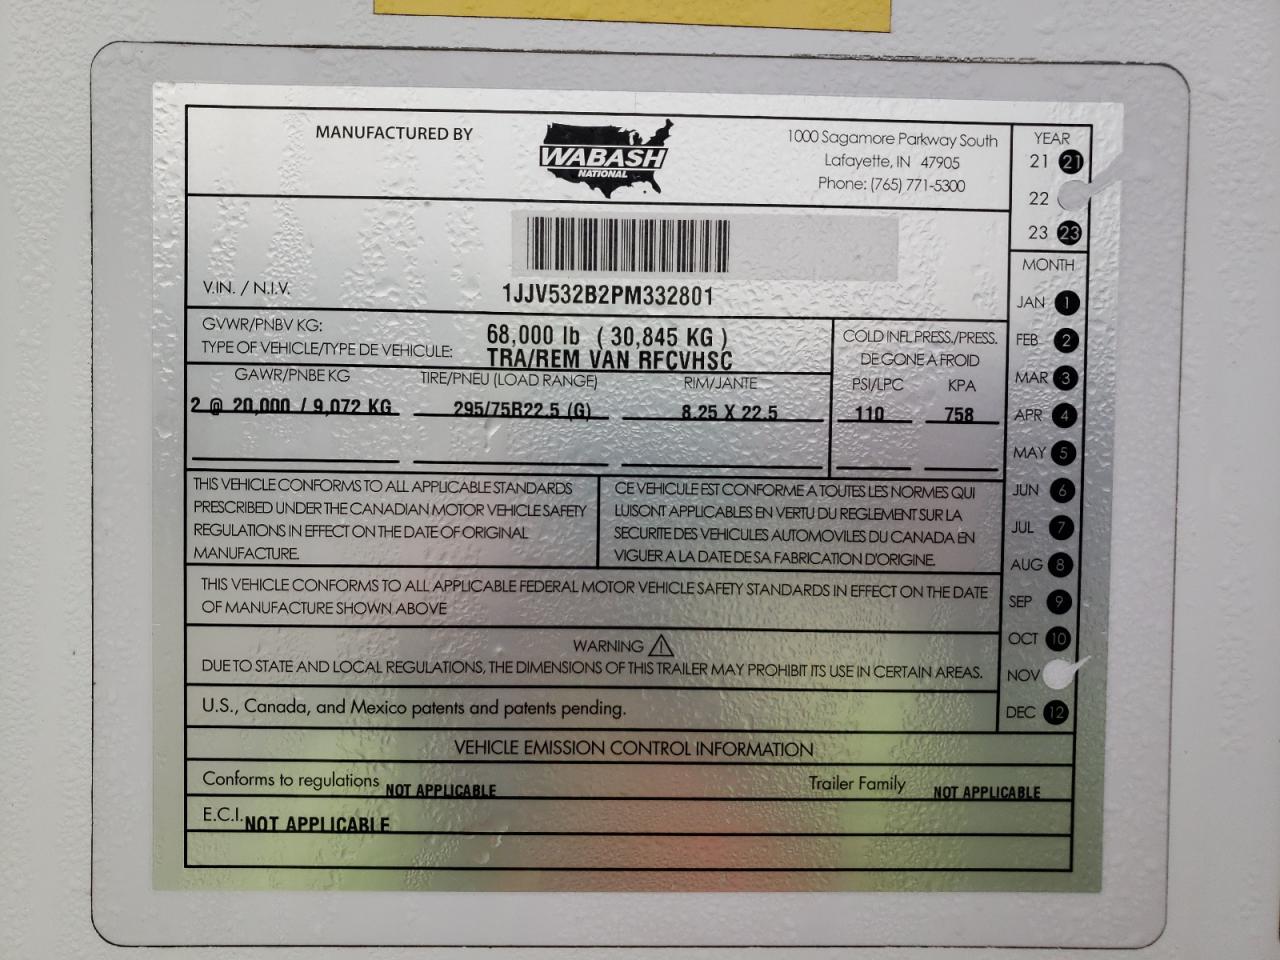 MANUFACTURED BY
WABASH
NATIONAL
1000 Sagamore Parkway South
Lafayette, IN 47905
Phone: (765) 771-5300
YEAR
21 21
22
23 23
V.IN. / N.I.V.
1JJV532B2PM332801
GVWR/PNBV KG:
68,000 lb ( 30,845 KG )
TYPE OF VEHICLE/TYPE DE VEHICULE:
TRA/REM VAN RFCVHSC
COLD INFL PRESS./PRESS.
DE GONE A FROID
GAWR/PNBE KG
TIRE/PNEU (LOAD RANGE)
RIM/JANTE
PSI/LPC
KPA
2 @ 20,000 / 9,072 KG
295/75R22.5 (G)
8.25 X 22.5
110
758
MONTH
JAN 1
FEB 2
MAR 3
APR 4
MAY 5
JUN 6
JUL 7
AUG 8
SEP 9
OCT 10
NOV
DEC 12
THIS VEHICLE CONFORMS TO ALL APPLICABLE STANDARDS
PRESCRIBED UNDER THE CANADIAN MOTOR VEHICLE SAFETY
REGULATIONS IN EFFECT ON THE DATE OF ORIGINAL
MANUFACTURE.
CE VEHICULE EST CONFORME A TOUTES LES NORMES QUI
LUISONT APPLICABLES EN VERTU DU REGLEMENT SUR LA
SECURITE DES VEHICULES AUTOMOVILES DU CANADA EN
VIGUER A LA DATE DE SA FABRICATION D'ORIGINE.
THIS VEHICLE CONFORMS TO ALL APPLICABLE FEDERAL MOTOR VEHICLE SAFETY STANDARDS IN EFFECT ON THE DATE
OF MANUFACTURE SHOWN ABOVE
WARNING
DUE TO STATE AND LOCAL REGULATIONS, THE DIMENSIONS OF THIS TRAILER MAY PROHIBIT ITS USE IN CERTAIN AREAS.
U.S., Canada, and Mexico patents and patents pending.
VEHICLE EMISSION CONTROL INFORMATION
Conforms to regulations NOT APPLICABLE
Trailer Family NOT APPLICABLE
E.C.I. NOT APPLICABLE